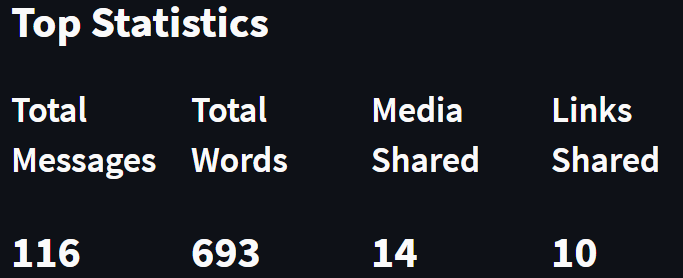 Top Statistics
Total Messages
Total Words
Media Shared
Links Shared
116
693
14
10